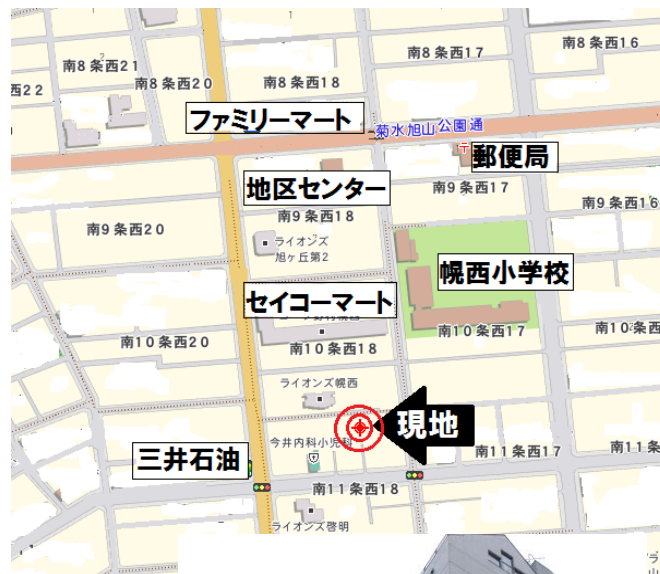 南8条西16
南8条西17
南8条西21
南8条西20
南8条西18
西22
ファミリーマート
菊水旭山公園通
郵便局
地区センター
南9条西17
南9条西16
南9条西18
南9条西20
ライオンズ
旭ヶ丘第2
幌西小学校
セイコーマート
南10条西17
南10条西
南10条西20
南10条西18
ライオンズ幌西
現地
今井内科小児科
三井石油
南11条西17
南11条
南11条西18
ライオンズ啓明